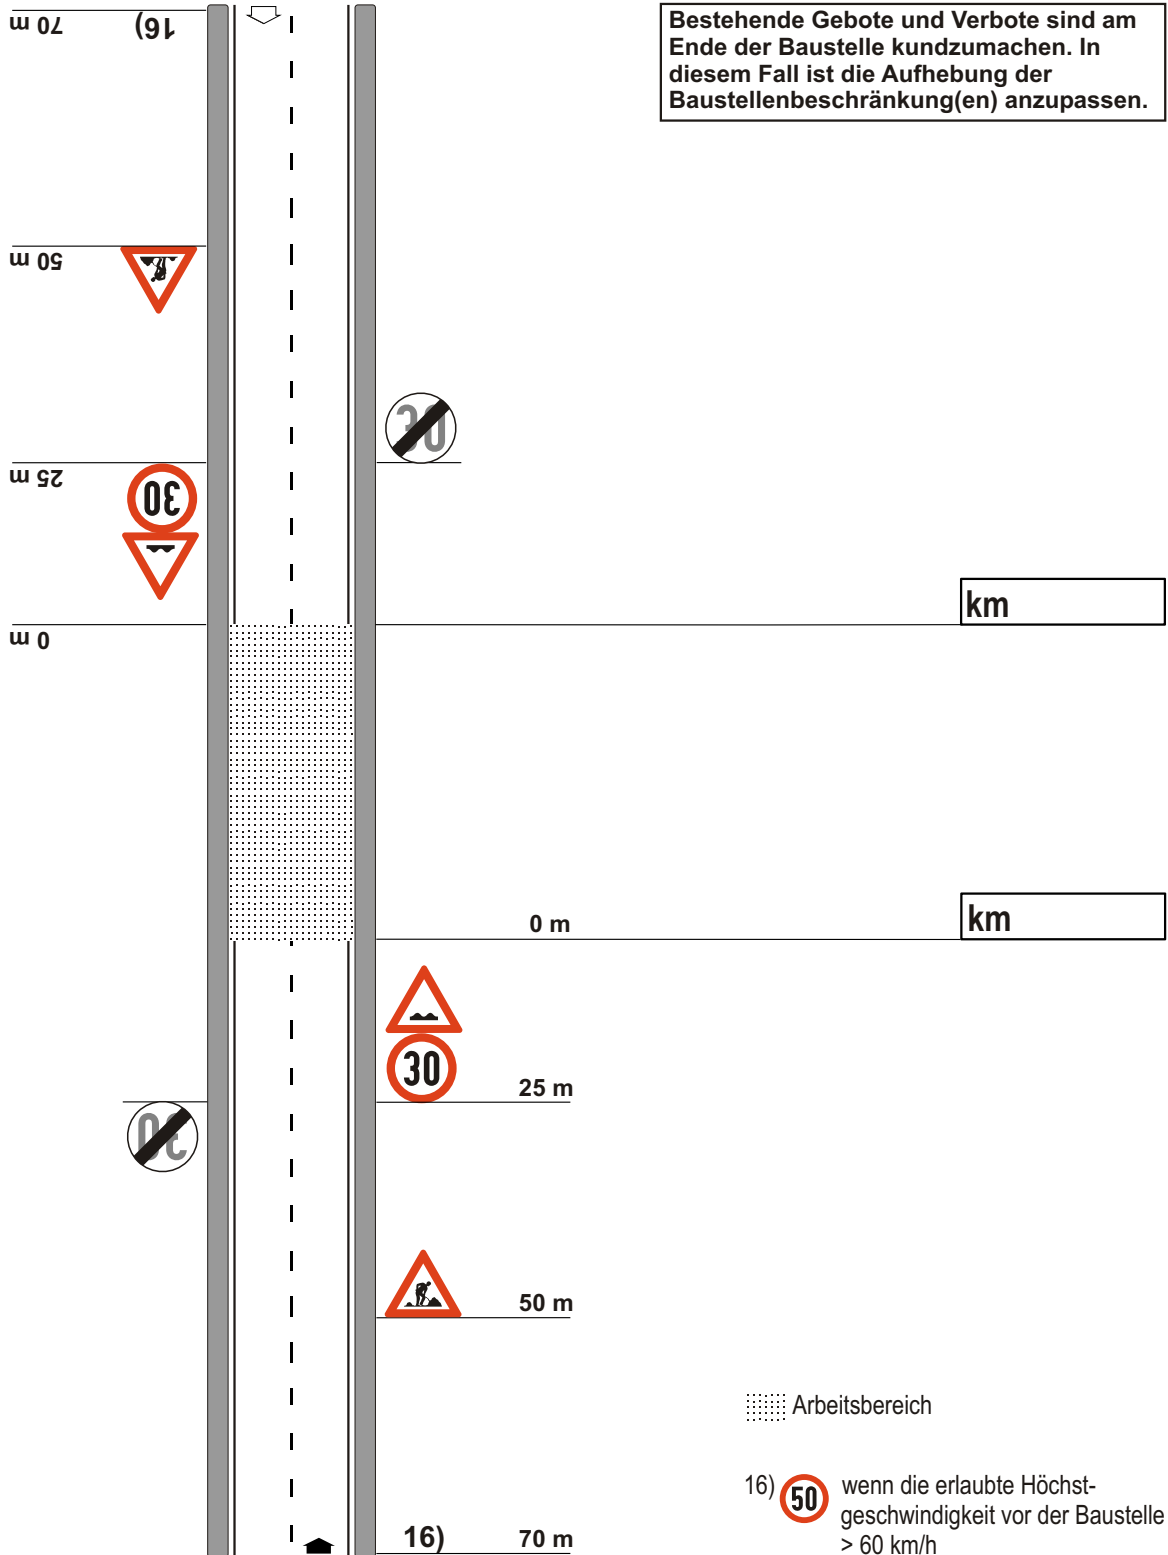 70 m
16)
Bestehende Gebote und Verbote sind am
Ende der Baustelle kundzumachen. In
diesem Fall ist die Aufhebung der
Baustellenbeschränkung(en) anzupassen.
50 m
30
25 m
30
km
0 m
0 m
km
30
25 m
30
50 m
Arbeitsbereich
16) 50 wenn die erlaubte Höchst-
geschwindigkeit vor der Baustelle
> 60 km/h
16)
70 m